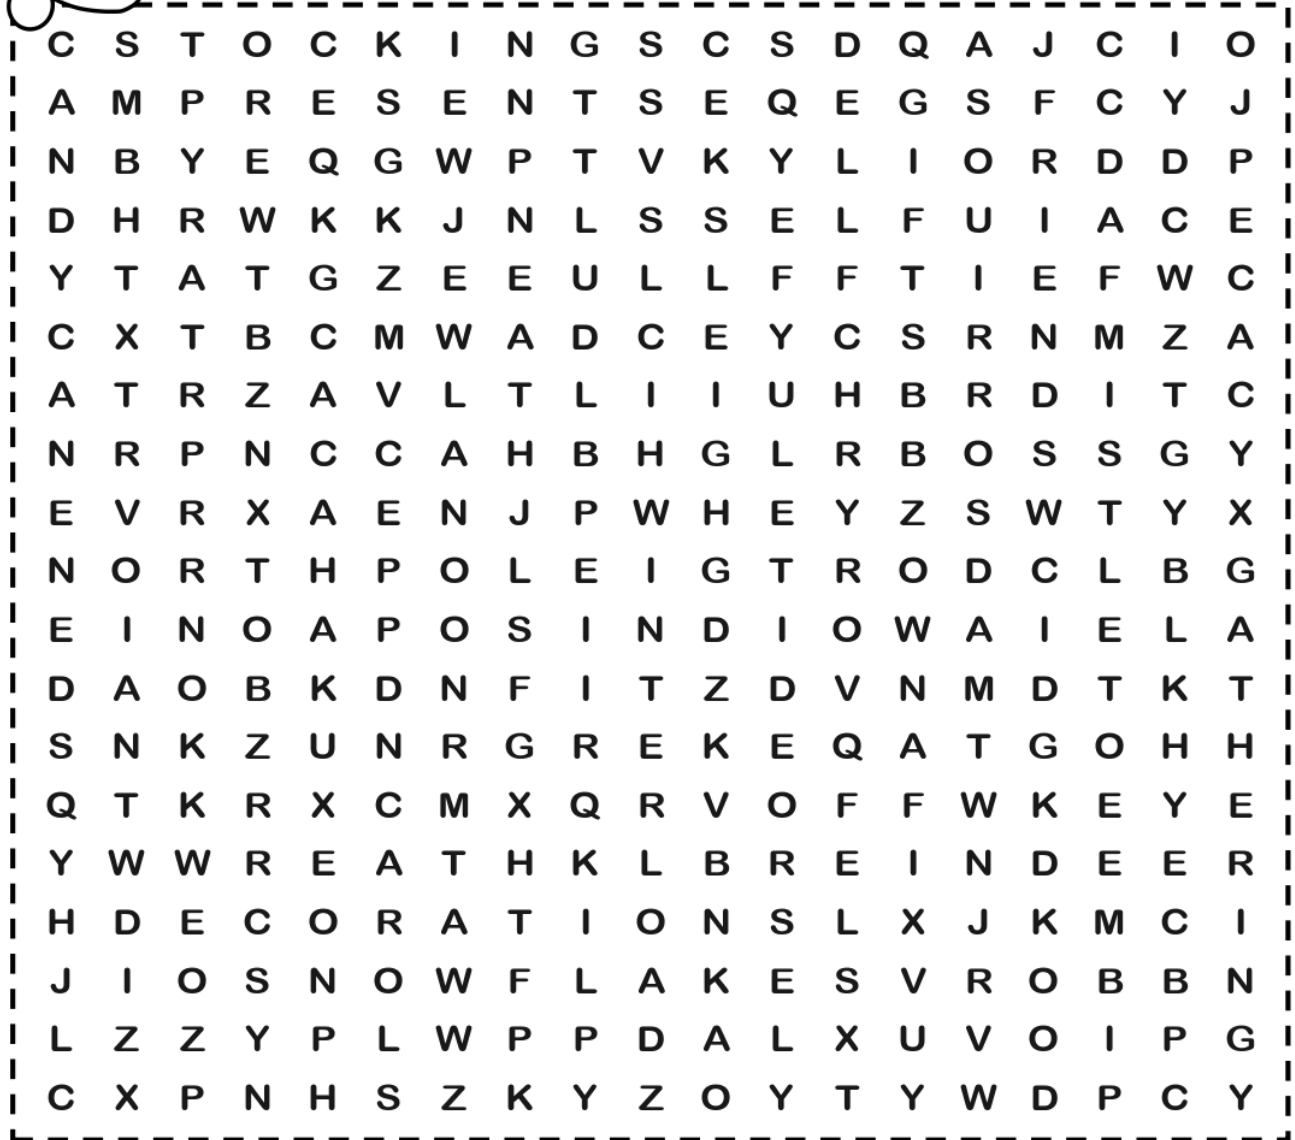 C S T O C K I N G S C S D Q A J C I O
A M P R E S E N T S E Q E G S F C Y J
N B Y E Q G W P T V K Y L I O R D D P
D H R W K K J N L S S E L F U I A C E
Y T A T G Z E E U L L F F T I E F W C
C X T B C M W A D C E Y C S R N M Z A
A T R Z A V L T L I I U H B R D I T C
N R P N C C A H B H G L R B O S S G Y
E V R X A E N J P W H E Y Z S W T Y X
N O R T H P O L E I G T R O D C L B G
E I N O A P O S I N D I O W A I E L A
D A O B K D N F I T Z D V N M D T K T
S N K Z U N R G R E K E Q A T G O H H
Q T K R X C M X Q R V O F F W K E Y E
Y W W R E A T H K L B R E I N D E E R
H D E C O R A T I O N S L X J K M C I
J I O S N O W F L A K E S V R O B B N
L Z Z Y P L W P P D A L X U V O I P G
C X P N H S Z K Y Z O Y T Y W D P C Y